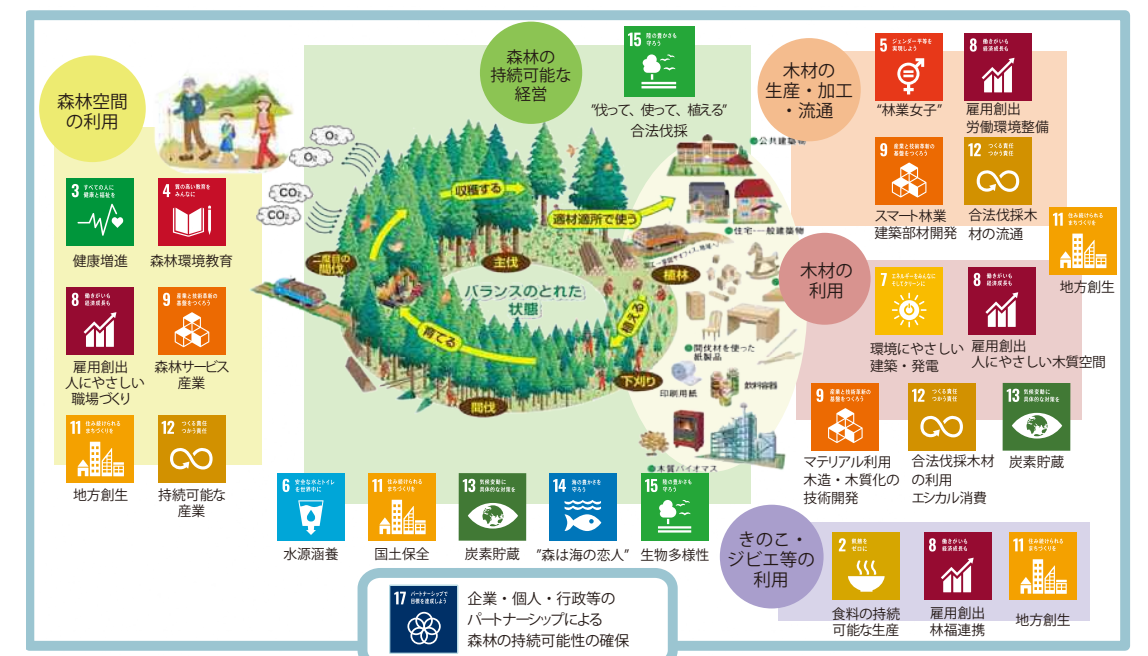 森林空間
の利用
3 すべての人に
健康と福祉を
健康増進
4 質の高い教育を
みんなに
森林環境教育
8 働きがいも
経済成長も
雇用創出
人にやさしい
職場づくり
9 産業と技術革新の
基盤をつくろう
森林サービス
産業
11 住み続けられる
まちづくりを
地方創生
12 つくる責任
つかう責任
持続可能な
産業
森林の
持続可能な
経営
15 陸の豊かさも
守ろう
"伐って、使って、植える"
合法伐採
O₂
O₂
CO₂
CO₂
収穫する
適材適所で使う
主伐
二度目の
間伐
バランスのとれた
状態
植林
植える
育てる
下刈り
間伐
●公共建築物
●住宅・一般建築物
●間伐材を使った
紙製品
印刷用紙
飲料容器
●木質バイオマス
6 安全な水とトイレ
を世界中に
水源涵養
11 住み続けられる
まちづくりを
国土保全
13 気候変動に
具体的な対策を
炭素貯蔵
14 海の豊かさを
守ろう
"森は海の恋人"
15 陸の豊かさも
守ろう
生物多様性
木材の
生産・加工
・流通
5 ジェンダー平等を
実現しよう
"林業女子"
8 働きがいも
経済成長も
雇用創出
労働環境整備
9 産業と技術革新の
基盤をつくろう
スマート林業
建築部材開発
12 つくる責任
つかう責任
合法伐採木
材の流通
11 住み続けられる
まちづくりを
地方創生
木材の
利用
7 エネルギーをみんなに
そしてクリーンに
環境にやさしい
建築・発電
8 働きがいも
経済成長も
雇用創出
人にやさしい木質空間
9 産業と技術革新の
基盤をつくろう
マテリアル利用
木造・木質化の
技術開発
12 つくる責任
つかう責任
合法伐採木材
の利用
エシカル消費
13 気候変動に
具体的な対策を
炭素貯蔵
きのこ・
ジビエ等の
利用
2 飢餓を
ゼロに
食料の持続
可能な生産
8 働きがいも
経済成長も
雇用創出
林福連携
11 住み続けられる
まちづくりを
地方創生
17 パートナーシップで
目標を達成しよう
企業・個人・行政等の
パートナーシップによる
森林の持続可能性の確保